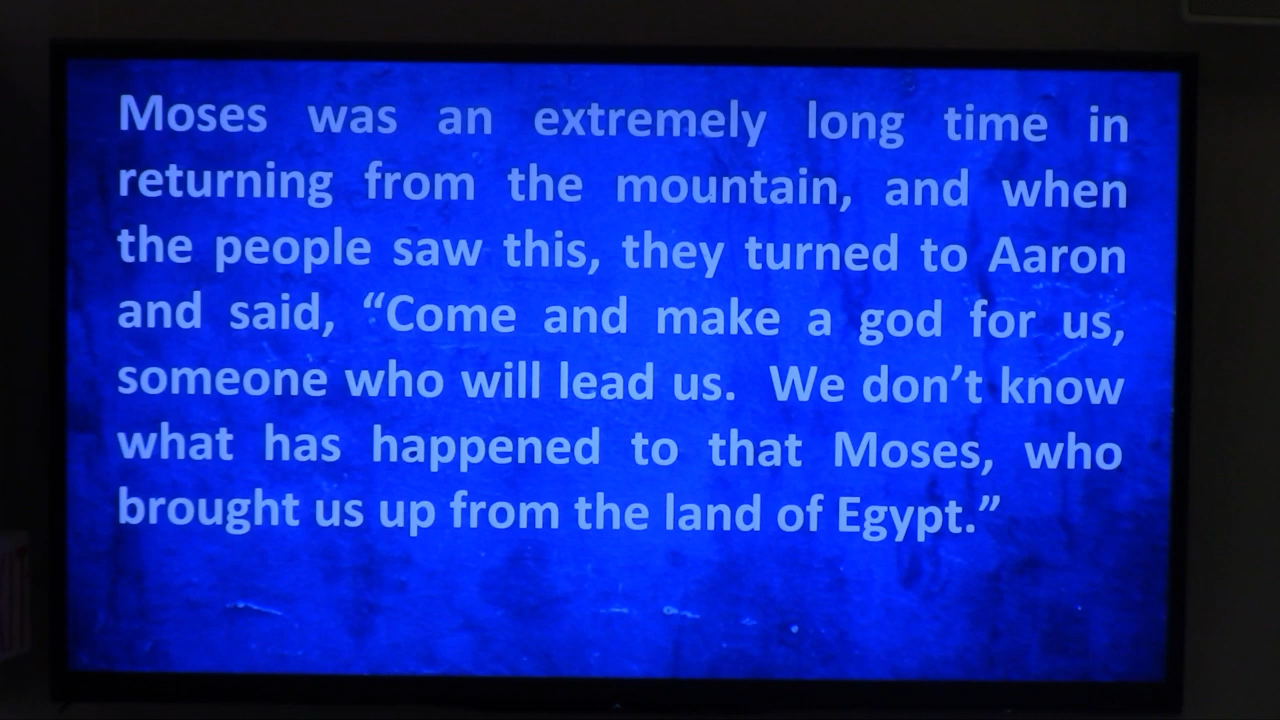 Moses was an extremely long time in
returning from the mountain, and when
the people saw this, they turned to Aaron
and said, “Come and make a god for us,
someone who will lead us.  We don’t know
what has happened to that Moses, who
brought us up from the land of Egypt.”